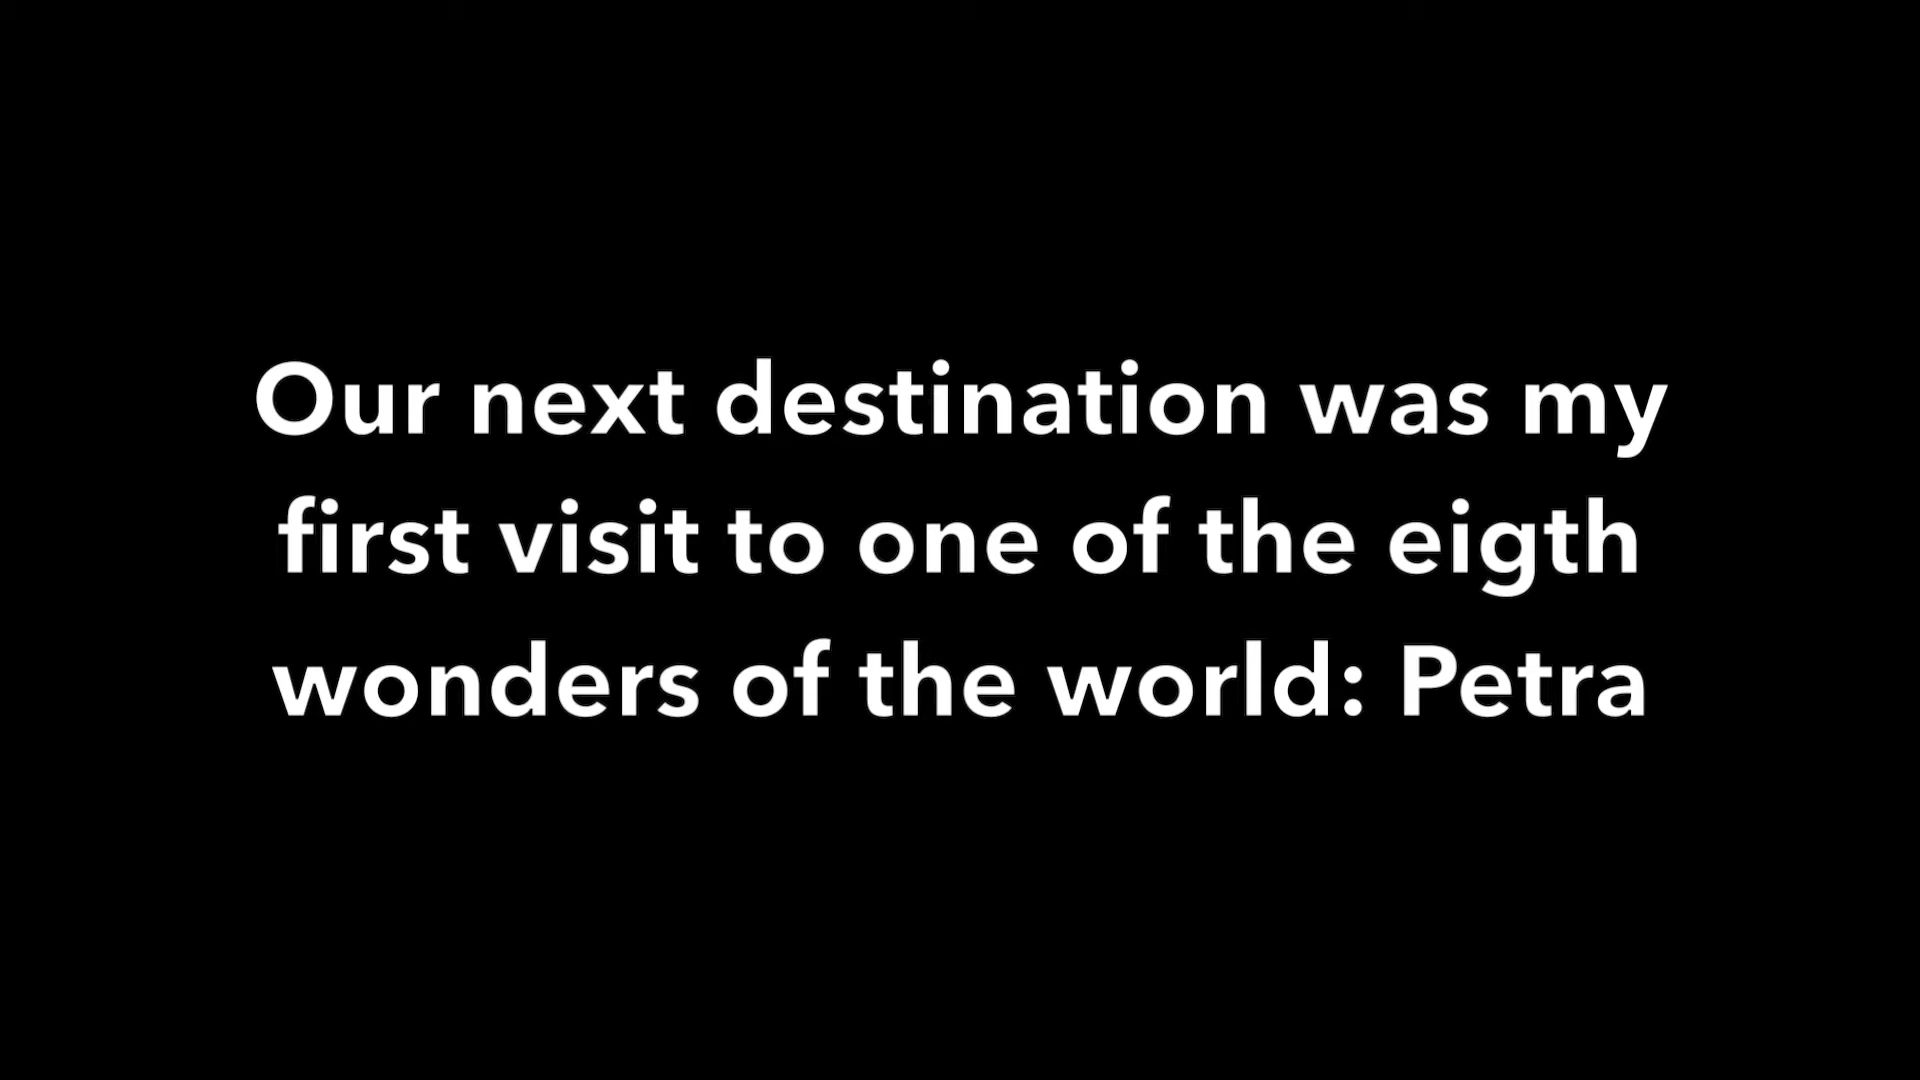 Our next destination was my
first visit to one of the eigth
wonders of the world: Petra